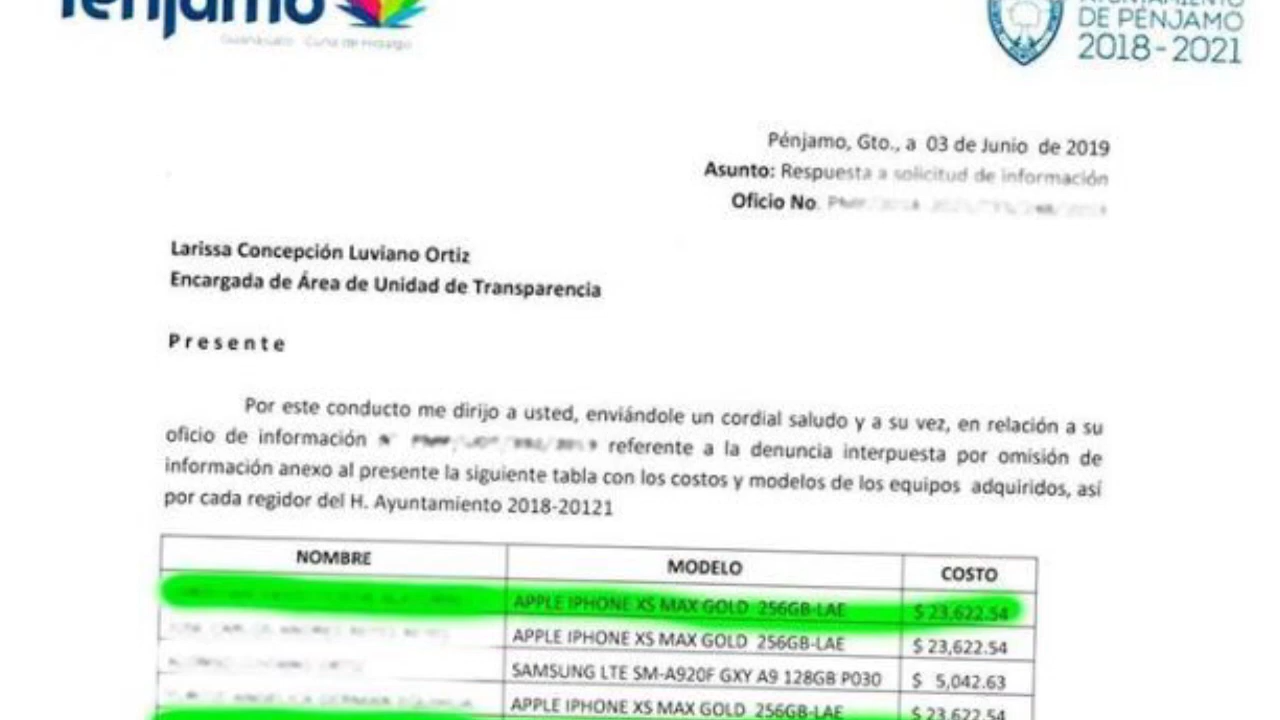 Pénjamo
Guanajuato · Cuna de Hidalgo
AYUNTAMIENTO
DE PÉNJAMO
2018-2021
Pénjamo, Gto., a 03 de Junio de 2019
Asunto: Respuesta a solicitud de información
Oficio No.
Larissa Concepción Luviano Ortiz
Encargada de Área de Unidad de Transparencia
Presente
Por este conducto me dirijo a usted, enviándole un cordial saludo y a su vez, en relación a su
oficio de información referente a la denuncia interpuesta por omisión de
información anexo al presente la siguiente tabla con los costos y modelos de los equipos adquiridos, así
por cada regidor del H. Ayuntamiento 2018-20121
NOMBRE MODELO COSTO
APPLE IPHONE XS MAX GOLD 256GB-LAE $ 23,622.54
APPLE IPHONE XS MAX GOLD 256GB-LAE $ 23,622.54
SAMSUNG LTE SM-A920F GXY A9 128GB P030 $ 5,042.63
APPLE IPHONE XS MAX GOLD 256GB-LAE $ 23,622.54